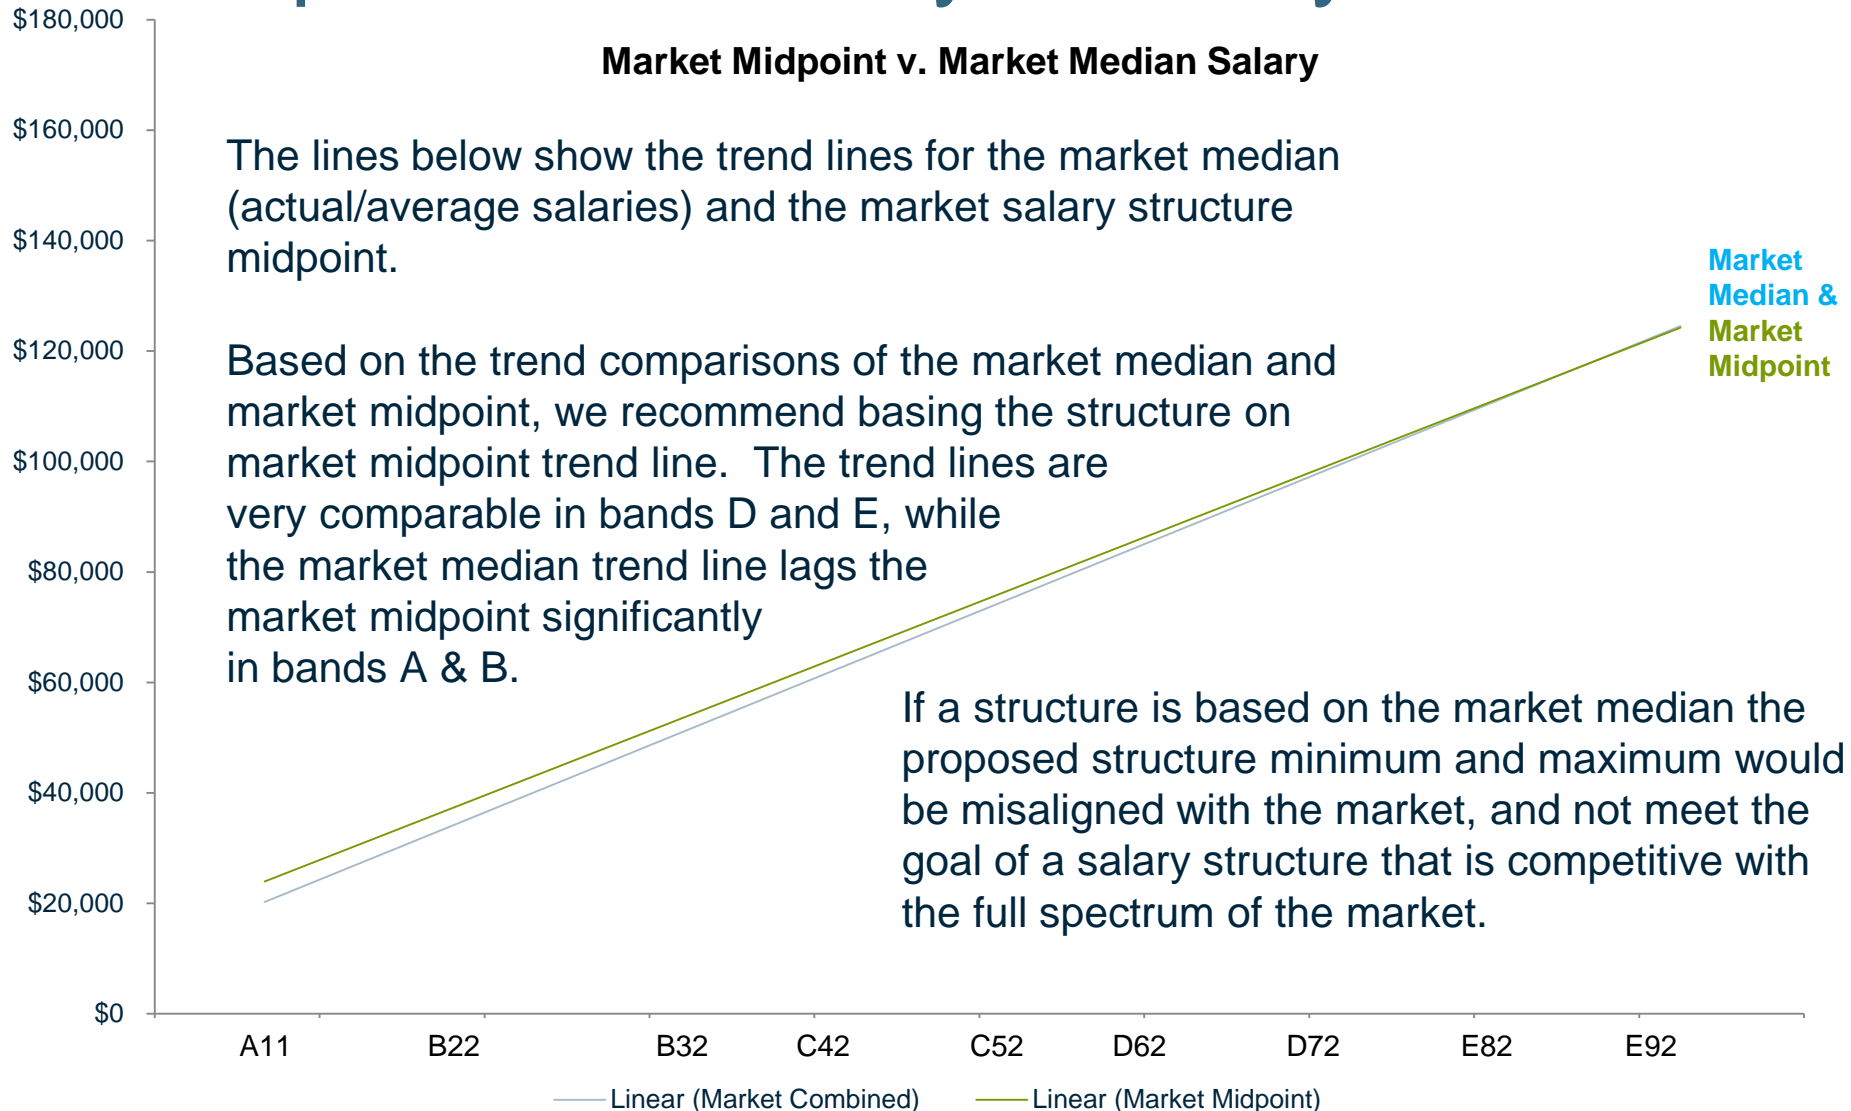 Market Midpoint v. Market Median Salary
$180,000
$160,000
$140,000
$120,000
$100,000
$80,000
$60,000
$40,000
$20,000
$0
The lines below show the trend lines for the market median
(actual/average salaries) and the market salary structure
midpoint.
Based on the trend comparisons of the market median and
market midpoint, we recommend basing the structure on
market midpoint trend line.  The trend lines are
very comparable in bands D and E, while
the market median trend line lags the
market midpoint significantly
in bands A & B.
Market
Median &
Market
Midpoint
If a structure is based on the market median the
proposed structure minimum and maximum would
be misaligned with the market, and not meet the
goal of a salary structure that is competitive with
the full spectrum of the market.
A11 B22 B32 C42 C52 D62 D72 E82 E92
Linear (Market Combined) Linear (Market Midpoint)